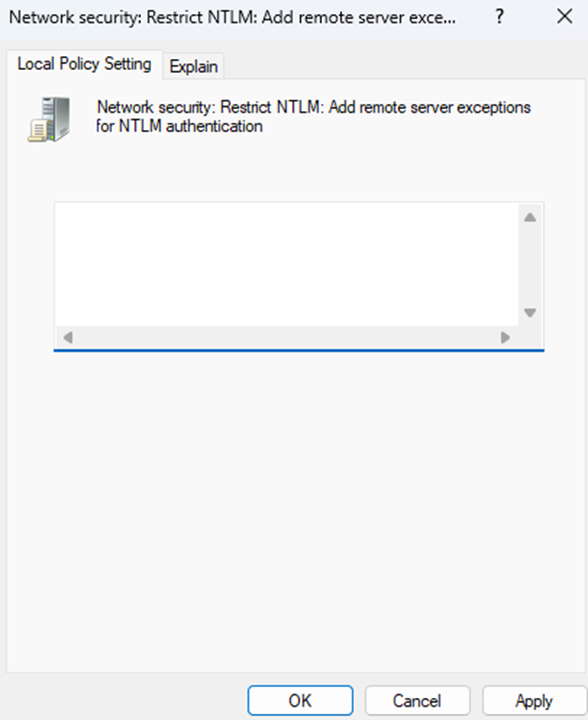 Network security: Restrict NTLM: Add remote server exce... ?
Local Policy Setting Explain
Network security: Restrict NTLM: Add remote server exceptions
for NTLM authentication
OK Cancel Apply